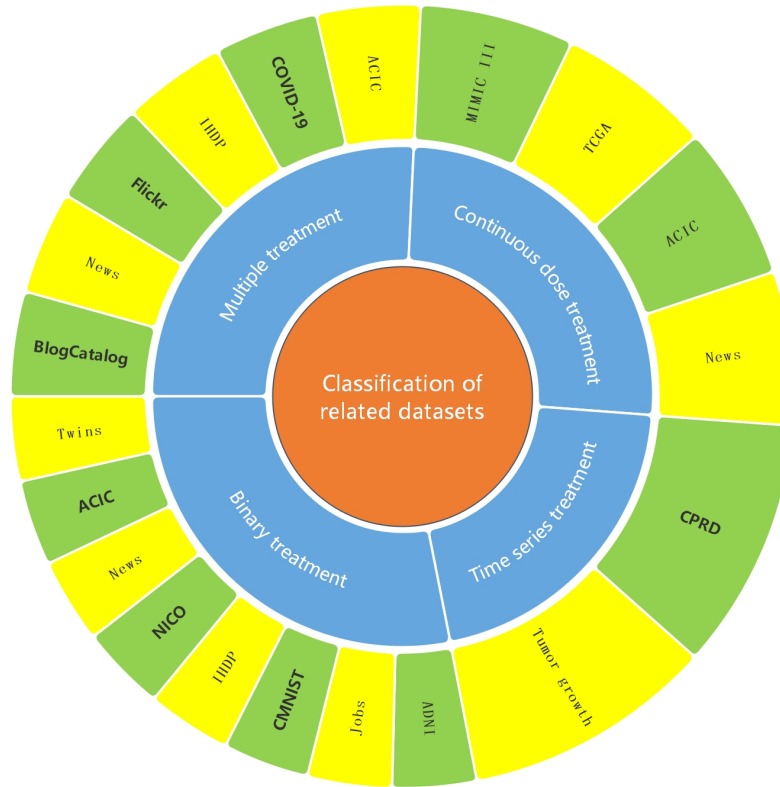 Classification of
related datasets
Multiple treatment
Continuous dose treatment
Time series treatment
Binary treatment
MIMIC III
TCGA
ACIC
News
CPRD
Tumor growth
ADNI
Jobs
CMNIST
IHDP
NICO
News
ACIC
Twins
BlogCatalog
News
Flickr
IHDP
COVID-19
ACIC